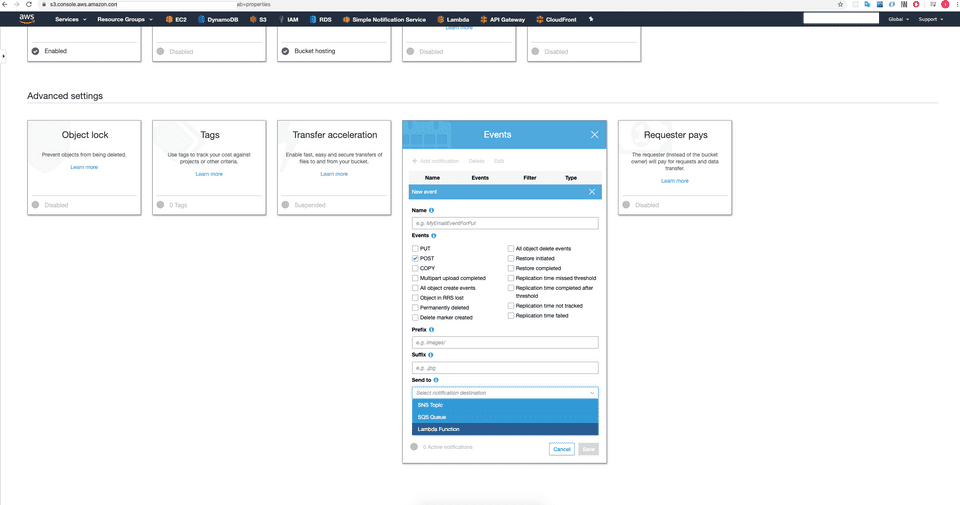 s3.console.aws.amazon.con
ab=properties
aws
Services
Resource Groups
EC2
DynamoDB
S3
IAM
RDS
Simple Notification Service
Lambda
API Gateway
CloudFront
Global
Support
Learn more
Enabled
Disabled
Bucket hosting
Disabled
Disabled
Advanced settings
Object lock
Prevent objects from being deleted.
Learn more
Disabled
Tags
Use tags to track your cost against
projects or other criteria.
Learn more
0 Tags
Transfer acceleration
Enable fast, easy and secure transfers of
files to and from your bucket.
Learn more
Suspended
Events
Add notification
Delete
Edit
Name
Events
Filter
Type
New event
Name
e.g. MyEmailEventForPut
Events
PUT
POST
COPY
Multipart upload completed
All object create events
Object in RRS lost
Permanently deleted
Delete marker created
All object delete events
Restore initiated
Restore completed
Replication time missed threshold
Replication time completed after
threshold
Replication time not tracked
Replication time failed
Prefix
e.g. images/
Suffix
e.g. .jpg
Send to
Select notification destination
SNS Topic
SQS Queue
Lambda Function
0 Active notifications
Cancel
Save
Requester pays
The requester (instead of the bucket
owner) will pay for requests and data
transfer.
Learn more
Disabled